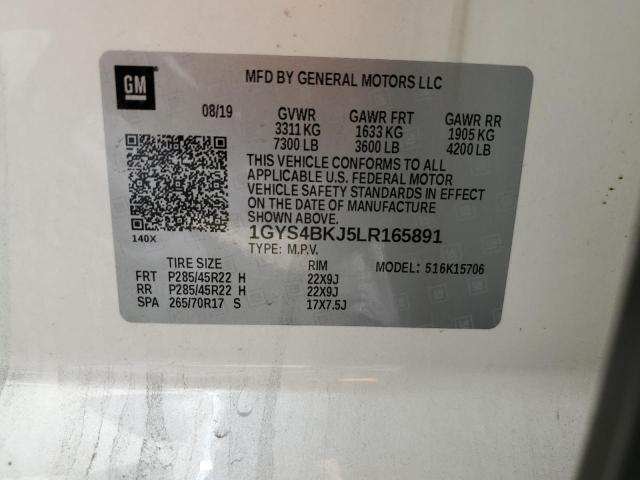 GM
MFD BY GENERAL MOTORS LLC
08/19 GVWR GAWR FRT GAWR RR
3311 KG 1633 KG 1905 KG
7300 LB 3600 LB 4200 LB
THIS VEHICLE CONFORMS TO ALL
APPLICABLE U.S. FEDERAL MOTOR
VEHICLE SAFETY STANDARDS IN EFFECT
ON THE DATE OF MANUFACTURE
SHOWN ABOVE.
140X 1GYS4BKJ5LR165891
TYPE: M.P.V.
TIRE SIZE RIM MODEL: 516K15706
FRT P285/45R22 H 22X9J
RR P285/45R22 H 22X9J
SPA 265/70R17 S 17X7.5J